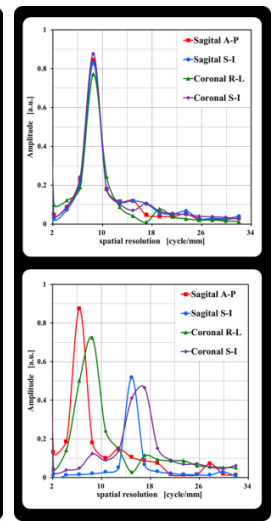 Sagital A-P
Sagital S-I
Coronal R-L
Coronal S-I
Amplitude [a.u.]
1
0.8
0.6
0.4
0.2
0
2 10 18 26 34
spatial resolution [cycle/mm]
Sagital A-P
Sagital S-I
Coronal R-L
Coronal S-I
Amplitude [a.u.]
1
0.8
0.6
0.4
0.2
0
2 10 18 26 34
spatial resolution [cycle/mm]